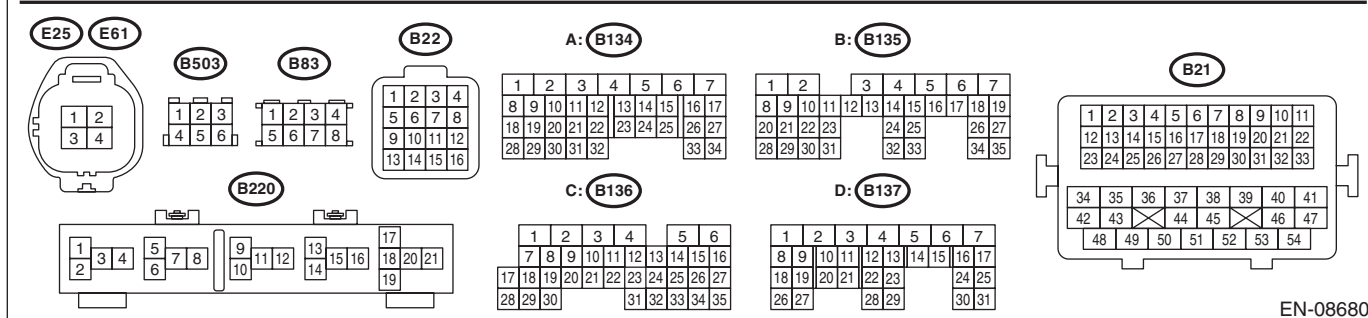 E25 E61
B503
B83
B22
A: B134
B: B135
B21
1 2
3 4
1 2 3
4 5 6
1 2 3 4
5 6 7 8
1 2 3 4
5 6 7 8
9 10 11 12
13 14 15 16
1 2 3 4 5 6 7
8 9 10 11 12 13 14 15 16 17
18 19 20 21 22 23 24 25 26 27
28 29 30 31 32 33 34
1 2 3 4 5 6 7
8 9 10 11 12 13 14 15 16 17 18 19
20 21 22 23 24 25 26 27
28 29 30 31 32 33 34 35
1 2 3 4 5 6 7 8 9 10 11
12 13 14 15 16 17 18 19 20 21 22
23 24 25 26 27 28 29 30 31 32 33
34 35 36 37 38 39 40 41
42 43 44 45 46 47
48 49 50 51 52 53 54
B220
C: B136
D: B137
1 2 3 4
5 6 7 8
9 10 11 12
13 14 15 16
17 18 19 20 21
1 2 3 4 5 6
7 8 9 10 11 12 13 14 15 16
17 18 19 20 21 22 23 24 25 26 27
28 29 30 31 32 33 34 35
1 2 3 4 5 6 7
8 9 10 11 12 13 14 15 16 17
18 19 20 21 22 23 24 25
26 27 28 29 30 31
EN-08680